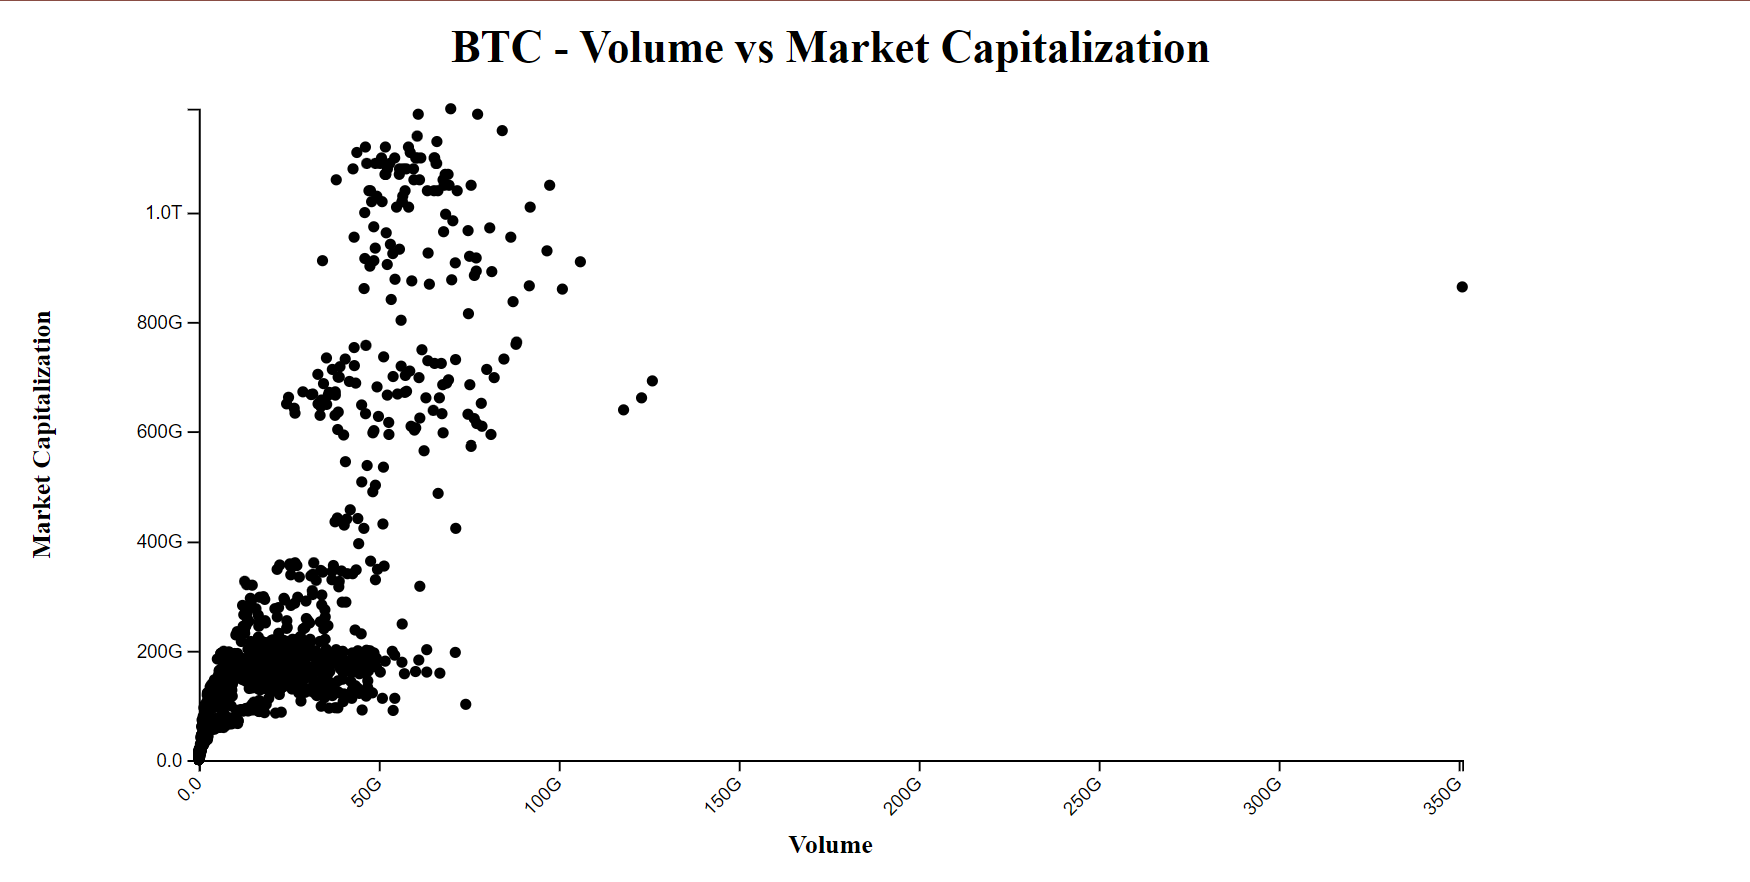 BTC - Volume vs Market Capitalization
1.0T
800G
600G
400G
200G
0.0
Market Capitalization
0.0
50G
100G
150G
200G
250G
300G
350G
Volume